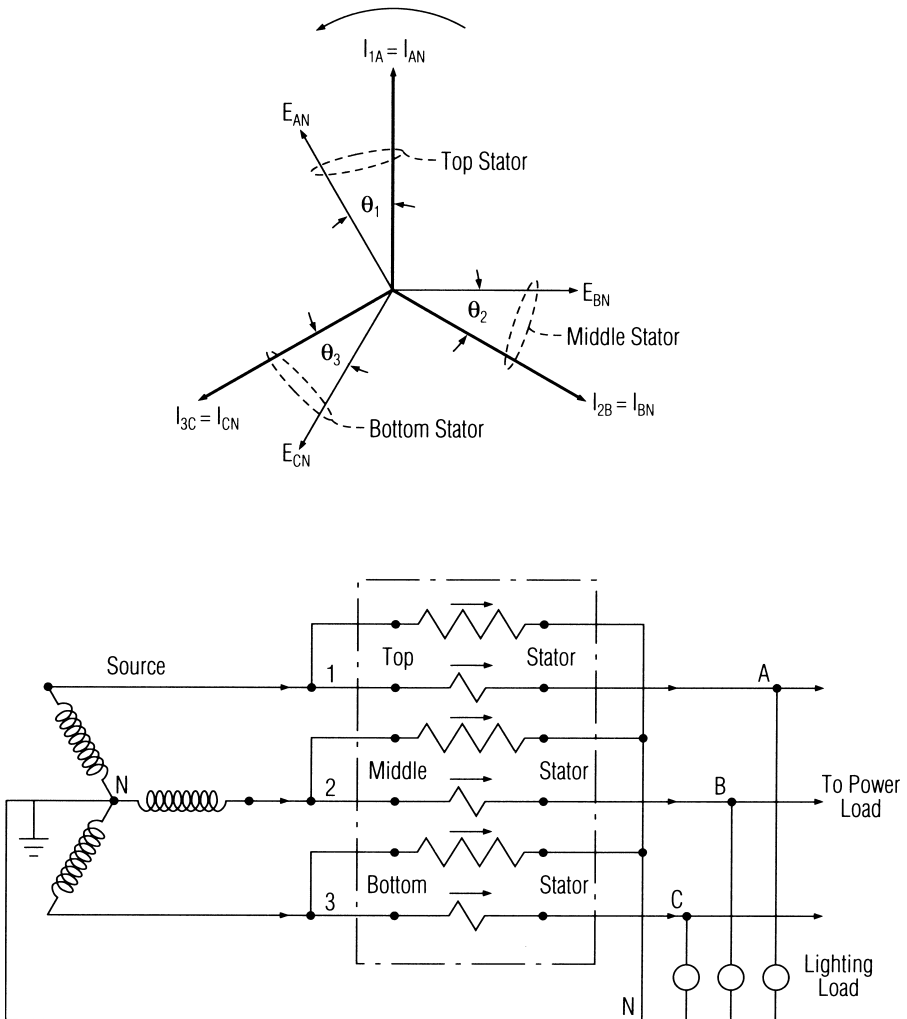 I1A = IAN
EAN
Top Stator
θ1
EBN
θ2
Middle Stator
θ3
I3C = ICN
I2B = IBN
Bottom Stator
ECN
Source
1
Top
Stator
A
N
2
Middle
Stator
B
To Power
Load
3
Bottom
Stator
C
Lighting
Load
N